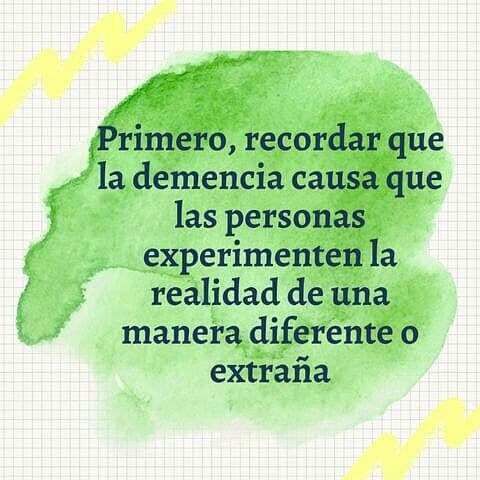 Primero, recordar que
la demencia causa que
las personas
experimenten la
realidad de una
manera diferente o
extraña